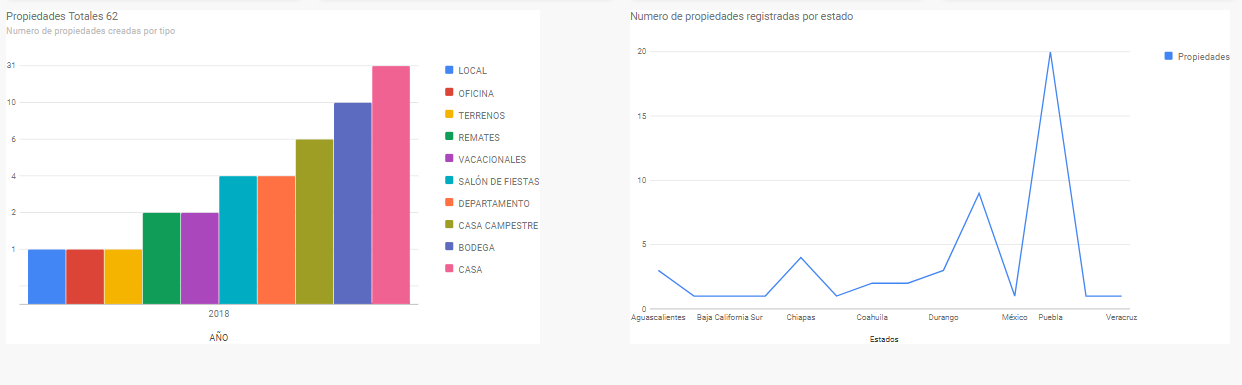 Propiedades Totales 62
Numero de propiedades creadas por tipo
31
10
6
4
2
1
2018
AÑO
LOCAL
OFICINA
TERRENOS
REMATES
VACACIONALES
SALÓN DE FIESTAS
DEPARTAMENTO
CASA CAMPESTRE
BODEGA
CASA
Numero de propiedades registradas por estado
20
15
10
5
0
Aguascalientes Baja California Sur Chiapas Coahuila Durango México Puebla Veracruz
Estados
Propiedades